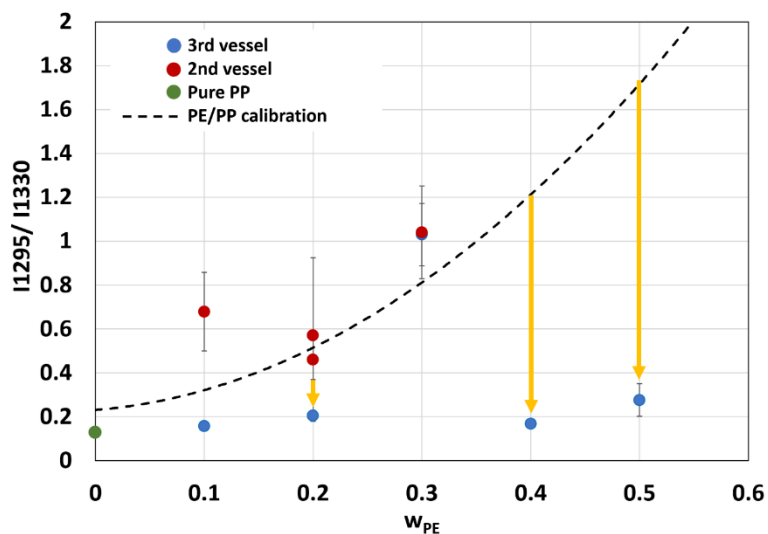 2
1.8
1.6
1.4
1.2
1
0.8
0.6
0.4
0.2
0
I1295/ I1330
3rd vessel
2nd vessel
Pure PP
PE/PP calibration
0 0.1 0.2 0.3 0.4 0.5 0.6
wPE